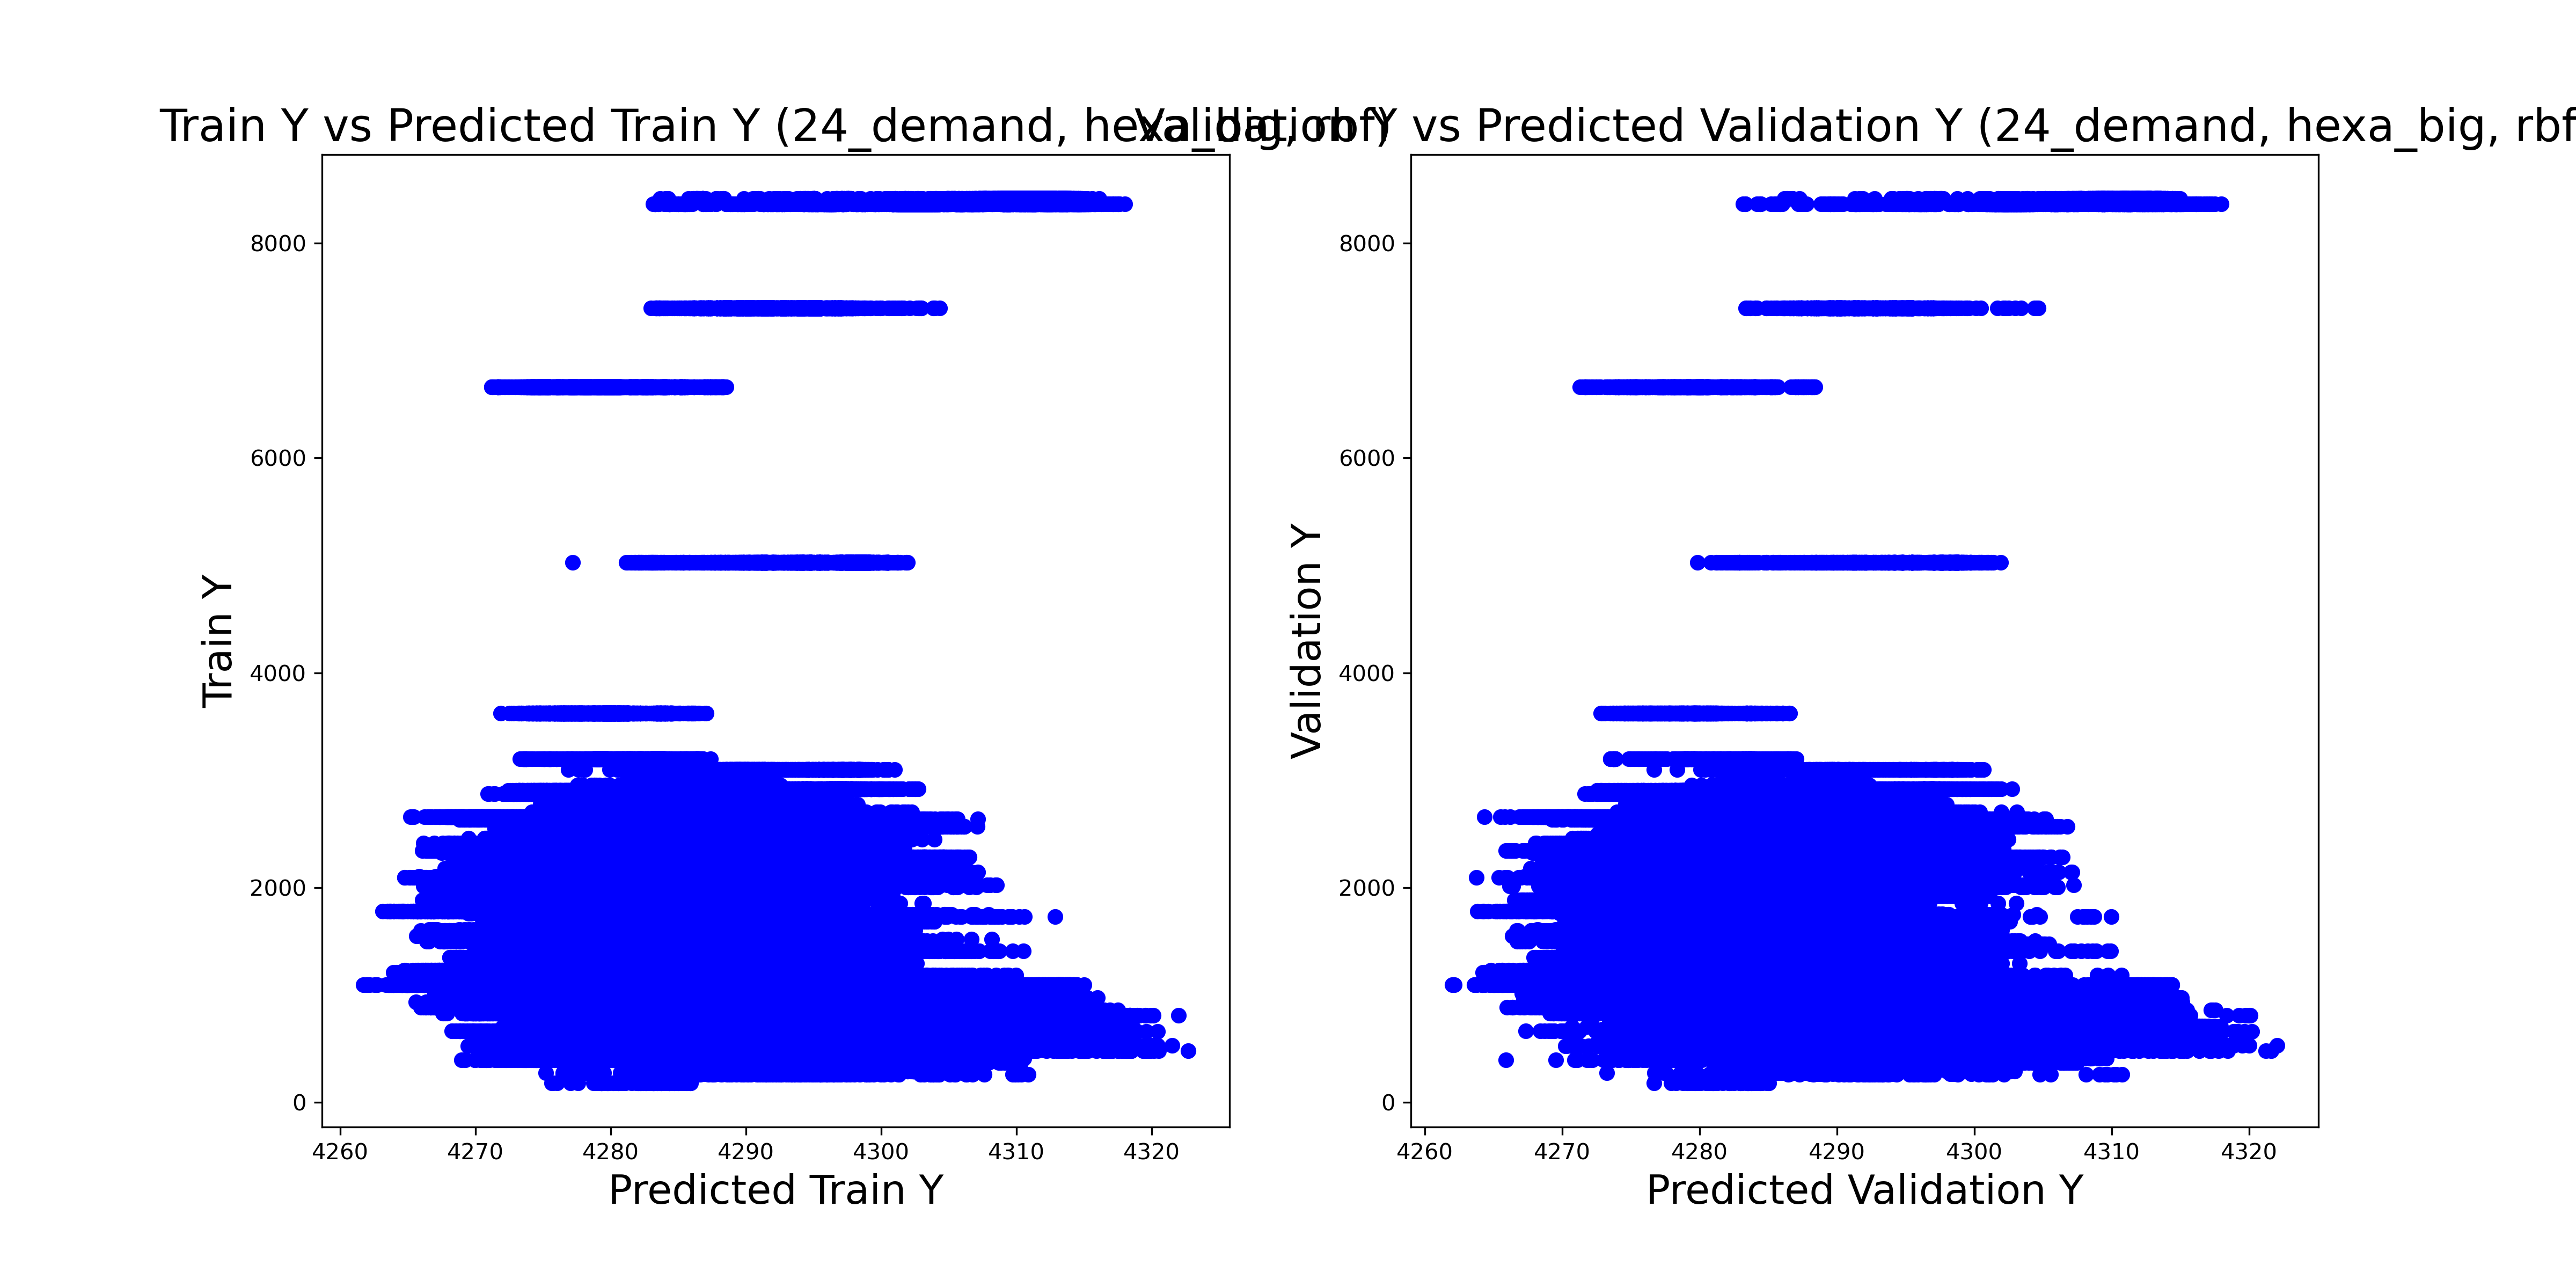 Train Y vs Predicted Train Y (24_demand, hexa_big, rbf)
Validation Y vs Predicted Validation Y (24_demand, hexa_big, rbf
8000
6000
4000
2000
0
Train Y
4260 4270 4280 4290 4300 4310 4320
Predicted Train Y
8000
6000
4000
2000
0
Validation Y
4260 4270 4280 4290 4300 4310 4320
Predicted Validation Y